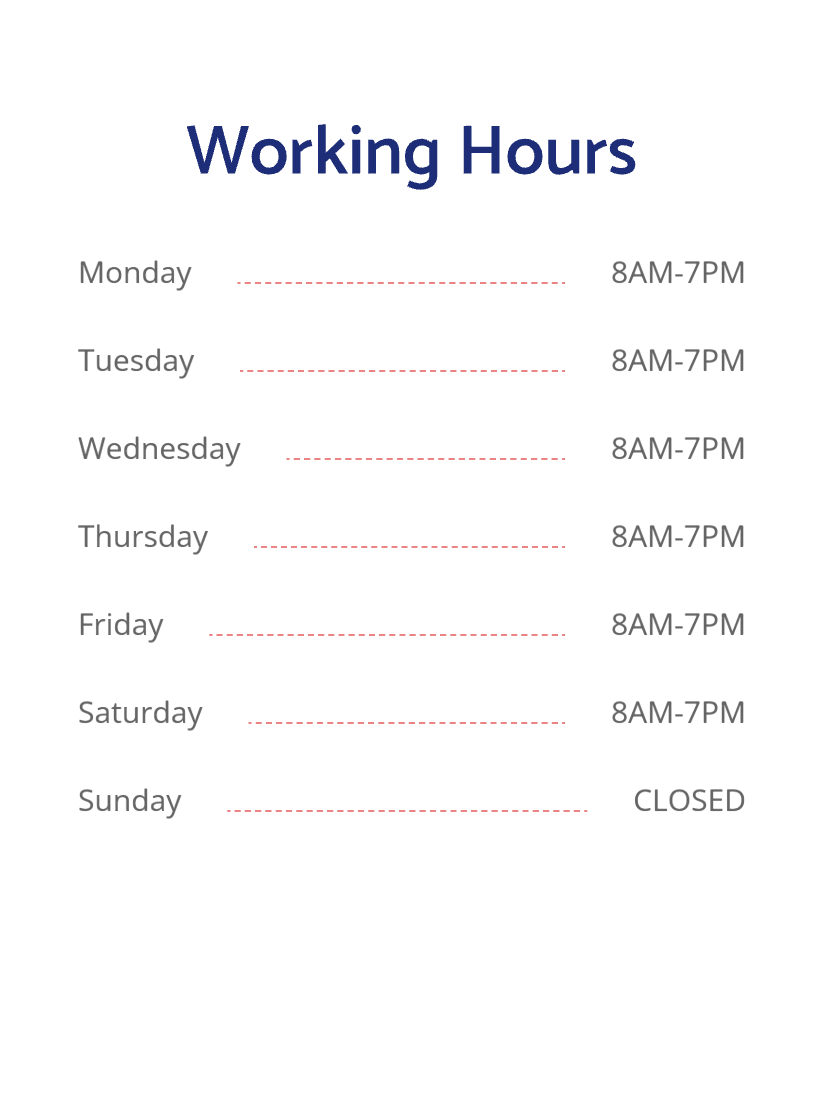 Working Hours
Monday 8AM-7PM
Tuesday 8AM-7PM
Wednesday 8AM-7PM
Thursday 8AM-7PM
Friday 8AM-7PM
Saturday 8AM-7PM
Sunday CLOSED